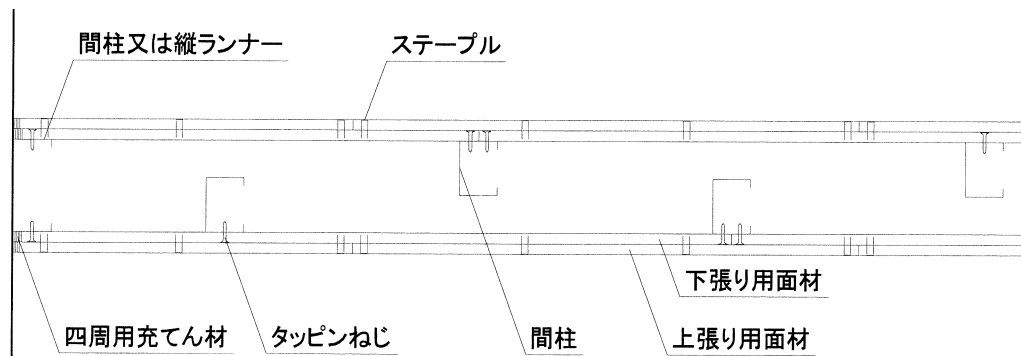 間柱又は縦ランナー
ステープル
下張り用面材
四周用充てん材
タッピンねじ
間柱
上張り用面材